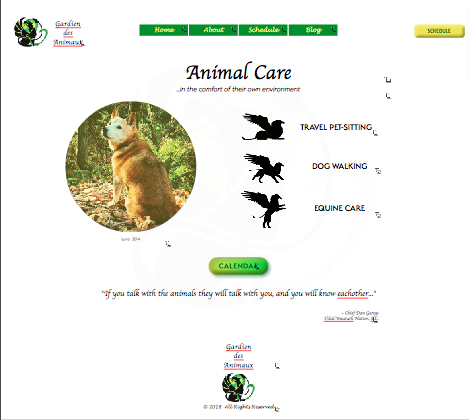 Gardien
des
Animaux
Home About Schedule Blog
SCHEDULE
Animal Care
...in the comfort of their own environment
TRAVEL PET-SITTING
DOG WALKING
EQUINE CARE
CALENDAR
"If you talk with the animals they will talk with you, and you will know eachother..."
~ Chief Dan George
Tsleil-Waututh Nation, BC
Gardien
des
Animaux
© 2018 All Rights Reserved